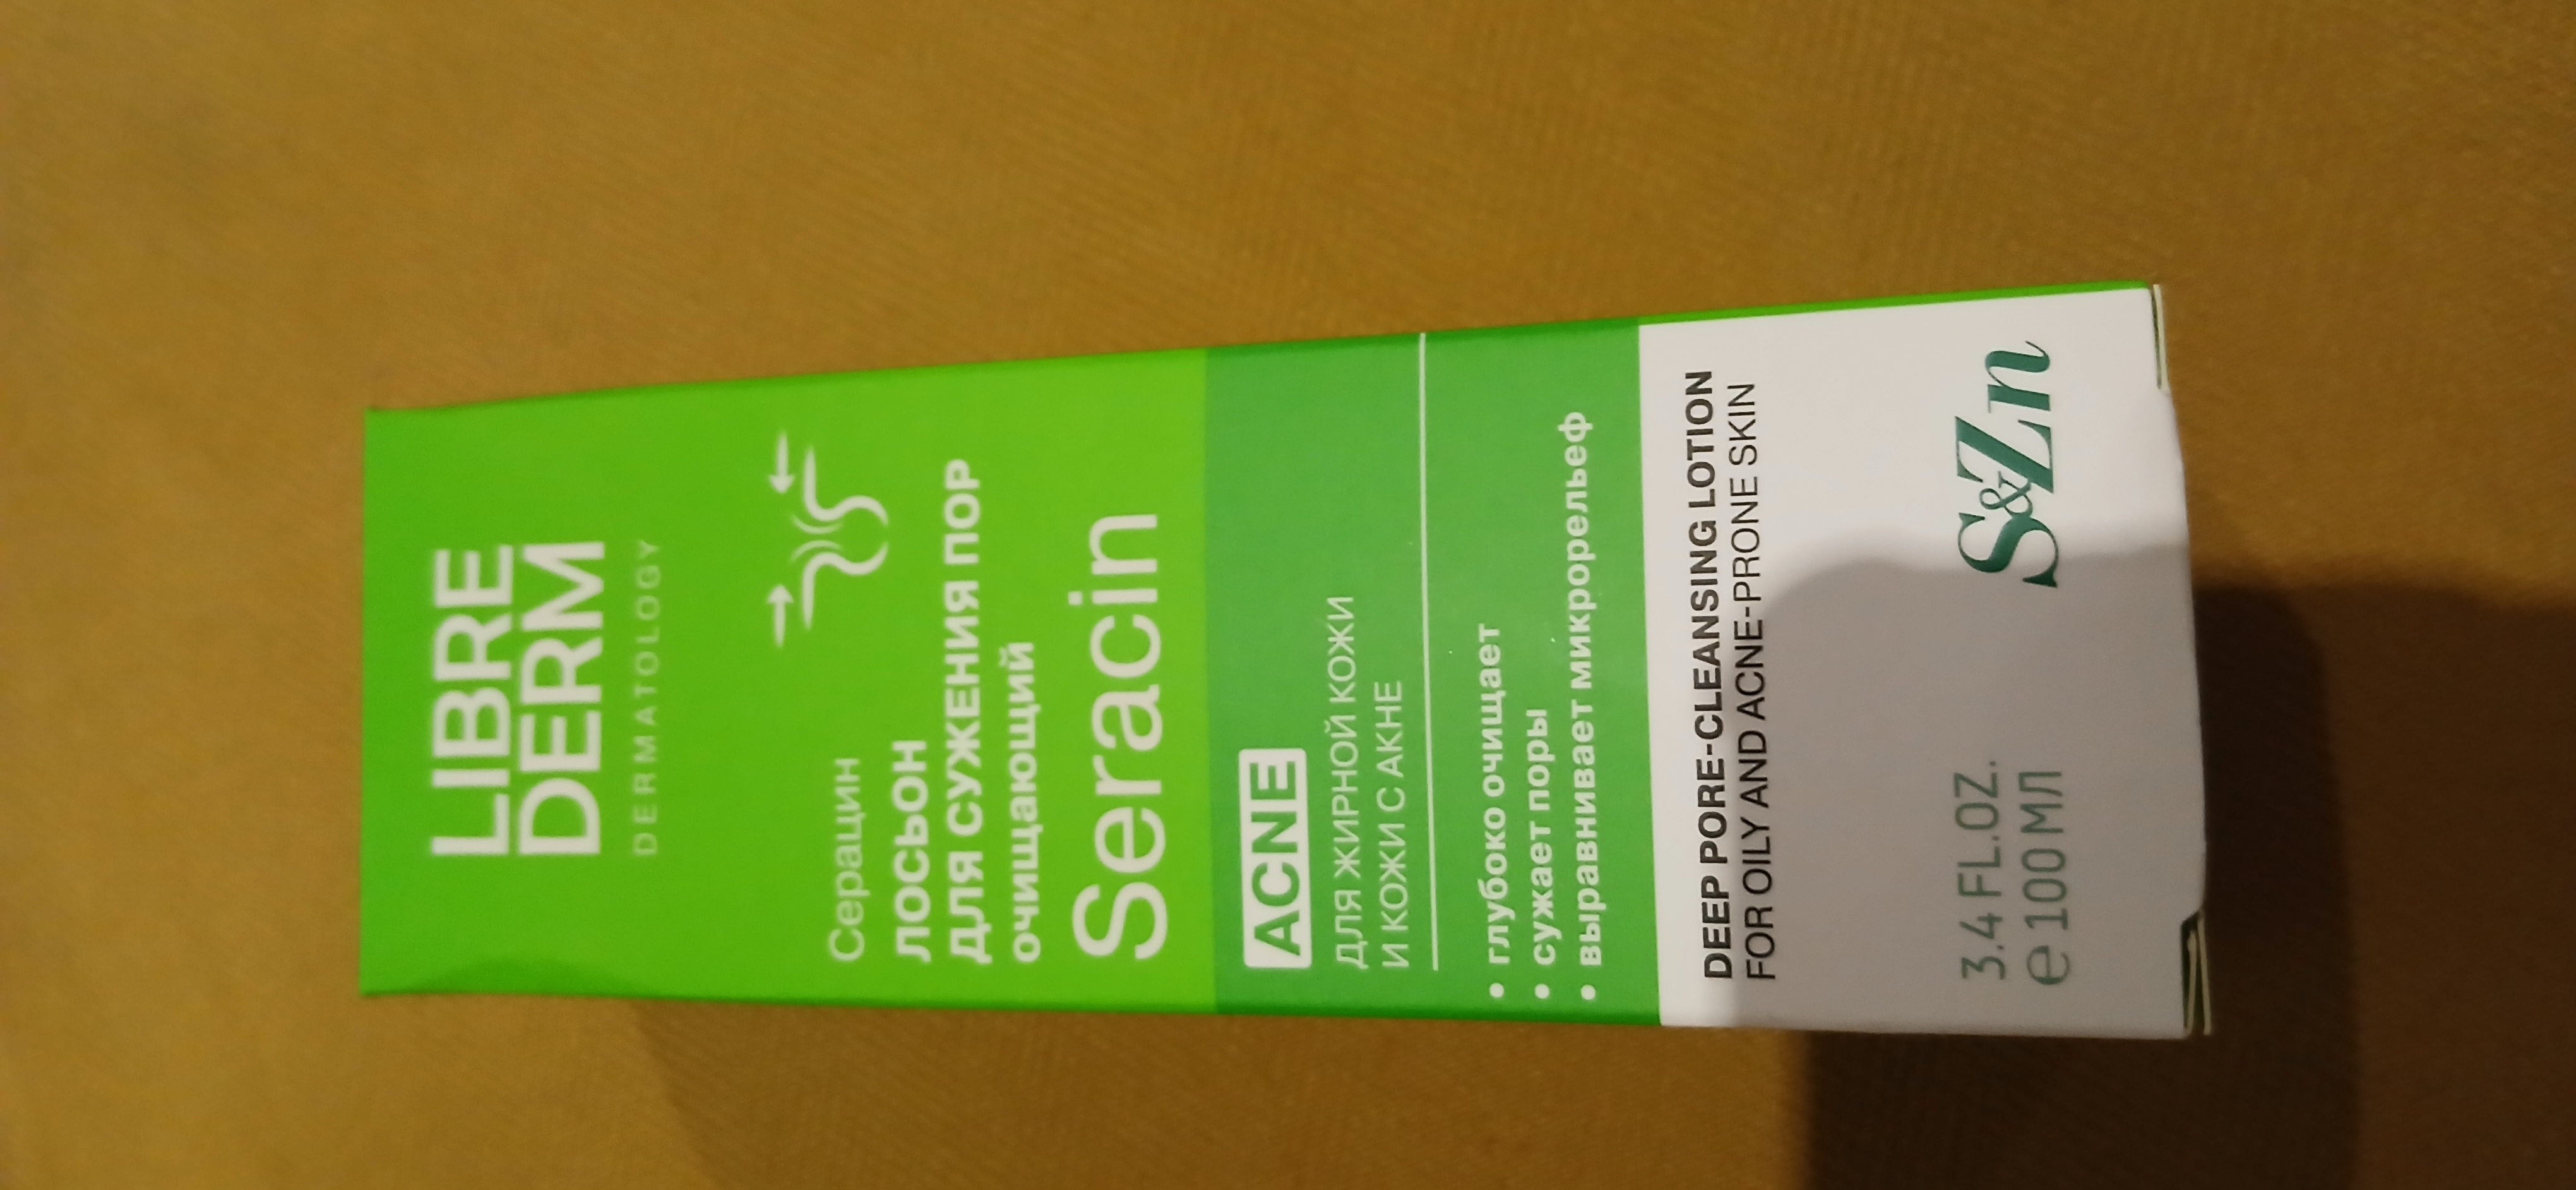 LIBRE
DERM
DERMATOLOGY
Серацин
ЛОСЬОН
ДЛЯ СУЖЕНИЯ ПОР
очищающий
Seracin
ACNE
ДЛЯ ЖИРНОЙ КОЖИ
И КОЖИ С АКНЕ
• глубоко очищает
• сужает поры
• выравнивает микрорельеф
DEEP PORE-CLEANSING LOTION
FOR OILY AND ACNE-PRONE SKIN
3.4 FL.OZ.
℮ 100 МЛ
S&Zn